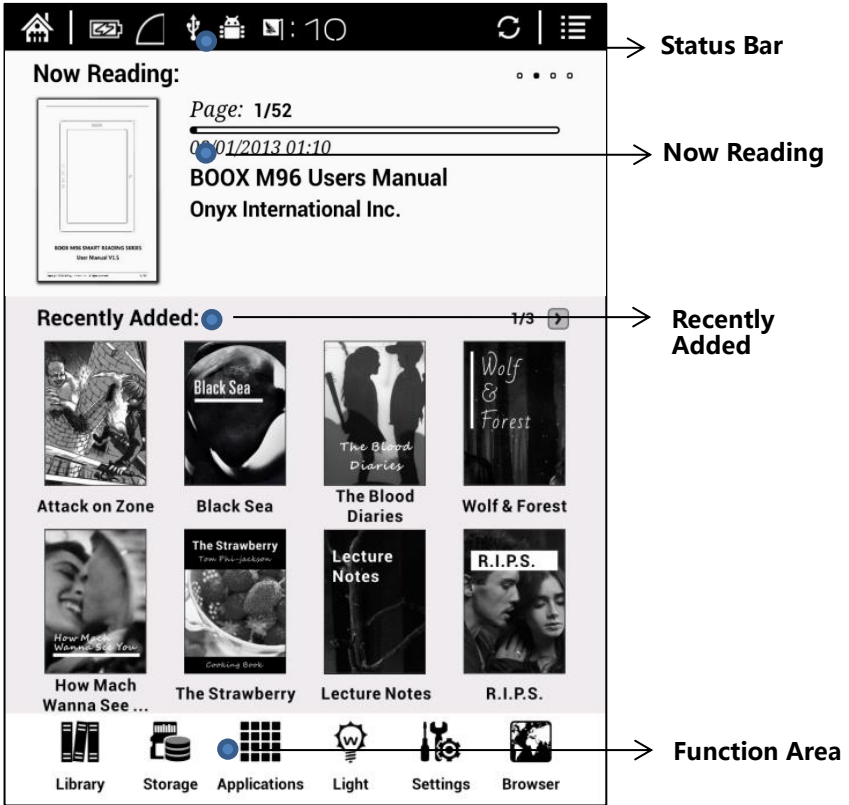 :10
Status Bar
Now Reading:
Page: 1/52
01/2013 01:10
Now Reading
BOOX M96 Users Manual
Onyx International Inc.
BOOX
BOOX M96 SMART READING SERIES
User Manual V1.5
Recently Added:
1/3
Recently
Added
Black Sea
The Blood
Diaries
Wolf
&
Forest
Attack on Zone
Black Sea
The Blood
Diaries
Wolf & Forest
How Mach
Wanna See You
The Strawberry
Tom Phi-jackson
Cooking Book
Lecture
Notes
R.I.P.S.
How Mach
Wanna See ...
The Strawberry
Lecture Notes
R.I.P.S.
Library
Storage
Applications
Light
Settings
Browser
Function Area